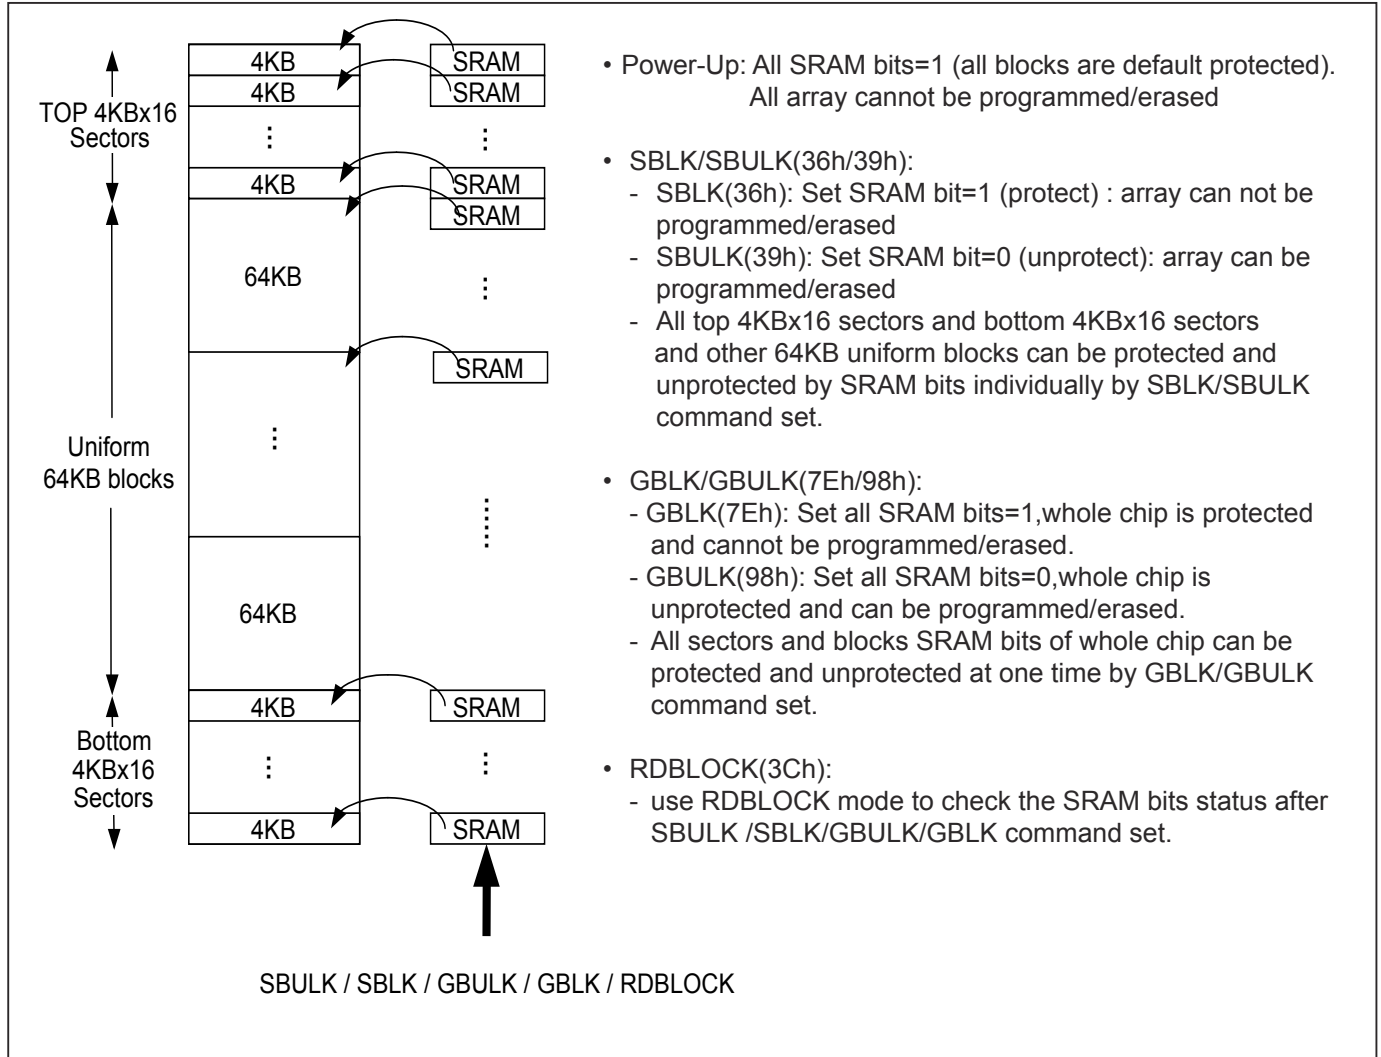 4KB
4KB
⋮
4KB
64KB
⋮
64KB
4KB
⋮
4KB
TOP 4KBx16
Sectors
Uniform
64KB blocks
Bottom
4KBx16
Sectors
SRAM
SRAM
⋮
SRAM
SRAM
⋮
SRAM
⋮
SRAM
⋮
SRAM
SBULK / SBLK / GBULK / GBLK / RDBLOCK
• Power-Up: All SRAM bits=1 (all blocks are default protected).
All array cannot be programmed/erased
• SBLK/SBULK(36h/39h):
- SBLK(36h): Set SRAM bit=1 (protect) : array can not be
programmed/erased
- SBULK(39h): Set SRAM bit=0 (unprotect): array can be
programmed/erased
- All top 4KBx16 sectors and bottom 4KBx16 sectors
and other 64KB uniform blocks can be protected and
unprotected by SRAM bits individually by SBLK/SBULK
command set.
• GBLK/GBULK(7Eh/98h):
- GBLK(7Eh): Set all SRAM bits=1,whole chip is protected
and cannot be programmed/erased.
- GBULK(98h): Set all SRAM bits=0,whole chip is
unprotected and can be programmed/erased.
- All sectors and blocks SRAM bits of whole chip can be
protected and unprotected at one time by GBLK/GBULK
command set.
• RDBLOCK(3Ch):
- use RDBLOCK mode to check the SRAM bits status after
SBULK /SBLK/GBULK/GBLK command set.